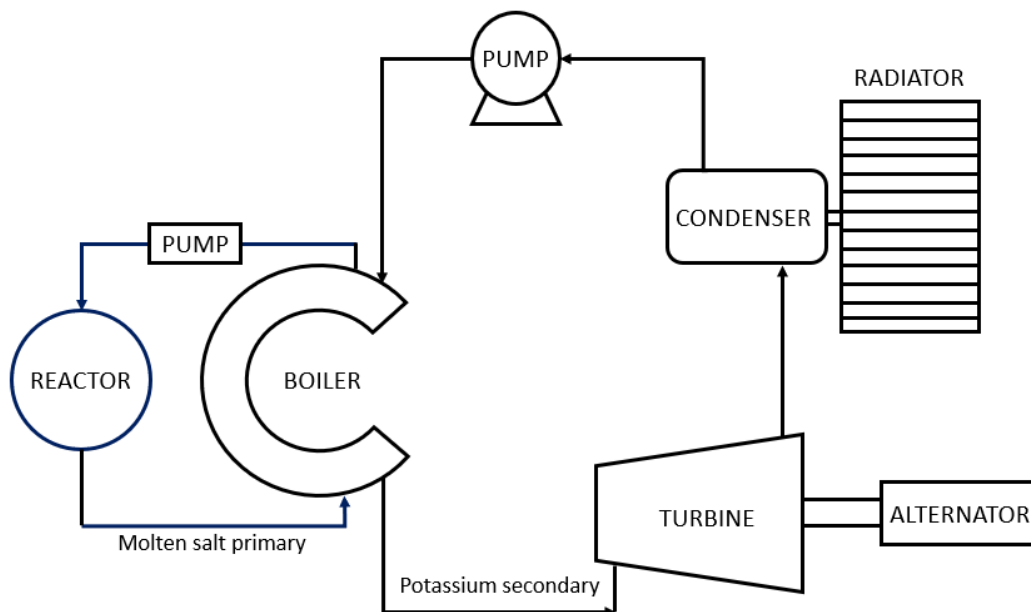 PUMP
RADIATOR
CONDENSER
PUMP
REACTOR
BOILER
TURBINE
ALTERNATOR
Molten salt primary
Potassium secondary